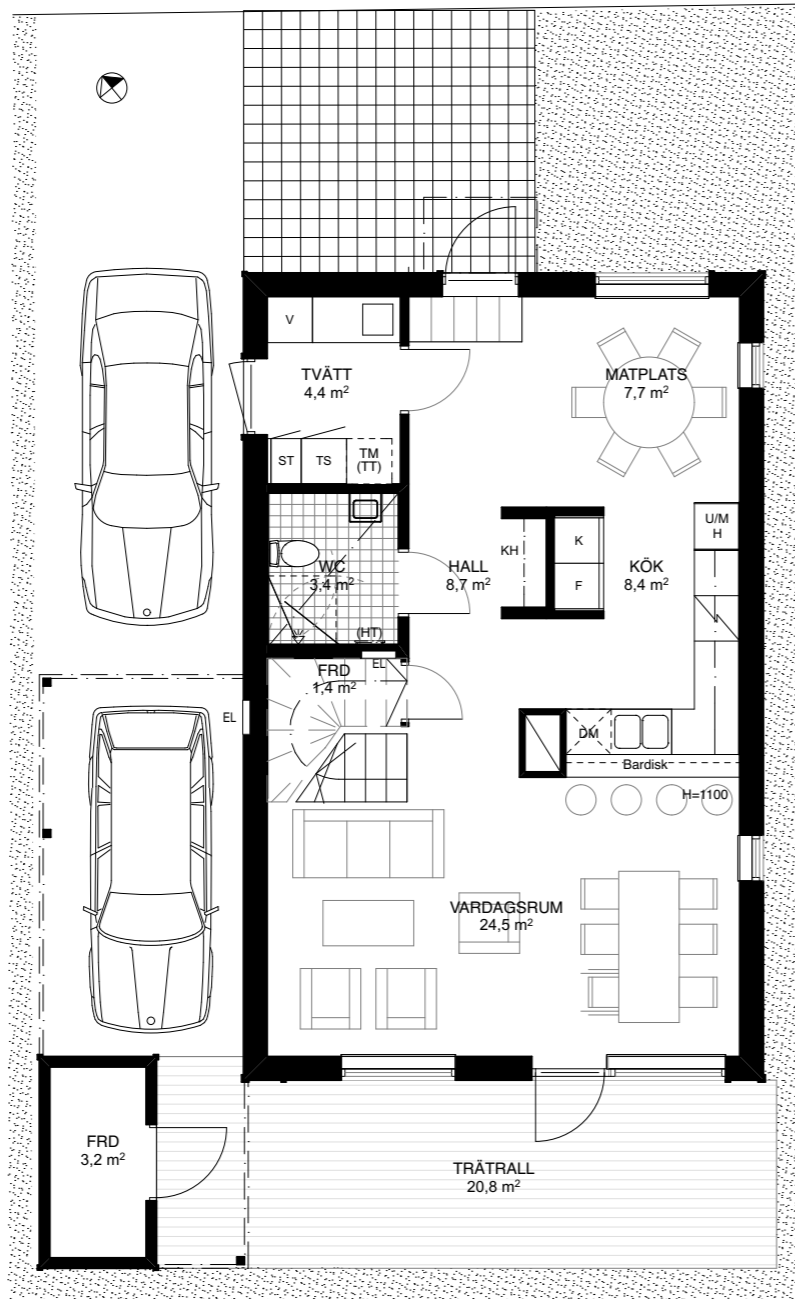 V
TVÄTT
4,4 m²
MATPLATS
7,7 m²
ST
TS
TM
(TT)
WC
3,4 m²
HALL
8,7 m²
KH
K
F
KÖK
8,4 m²
U/M
H
(HT)
FRD
1,4 m²
EL
EL
DM
Bardisk
H=1100
VARDAGSRUM
24,5 m²
FRD
3,2 m²
TRÄTRALL
20,8 m²